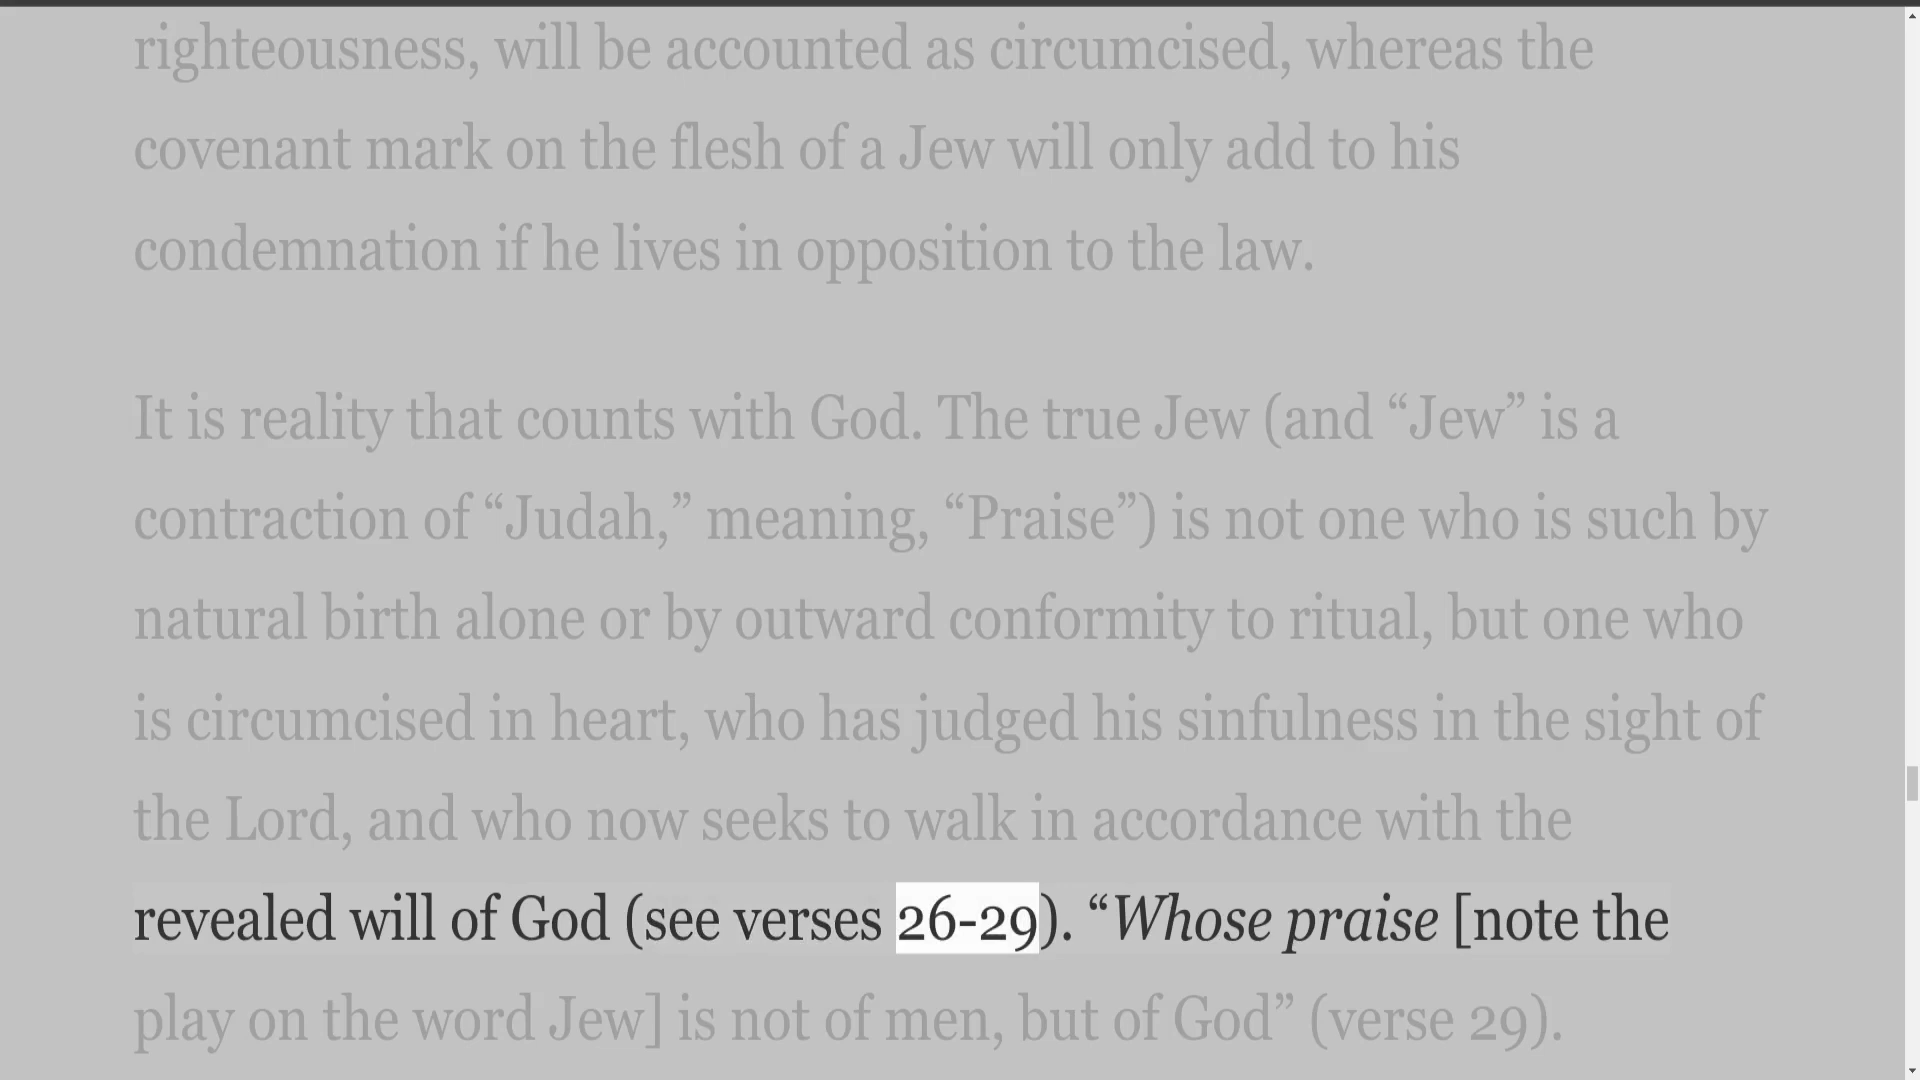 righteousness, will be accounted as circumcised, whereas the
covenant mark on the flesh of a Jew will only add to his
condemnation if he lives in opposition to the law.
It is reality that counts with God. The true Jew (and “Jew” is a
contraction of “Judah,” meaning, “Praise”) is not one who is such by
natural birth alone or by outward conformity to ritual, but one who
is circumcised in heart, who has judged his sinfulness in the sight of
the Lord, and who now seeks to walk in accordance with the
revealed will of God (see verses 26-29). “Whose praise [note the
play on the word Jew] is not of men, but of God” (verse 29).